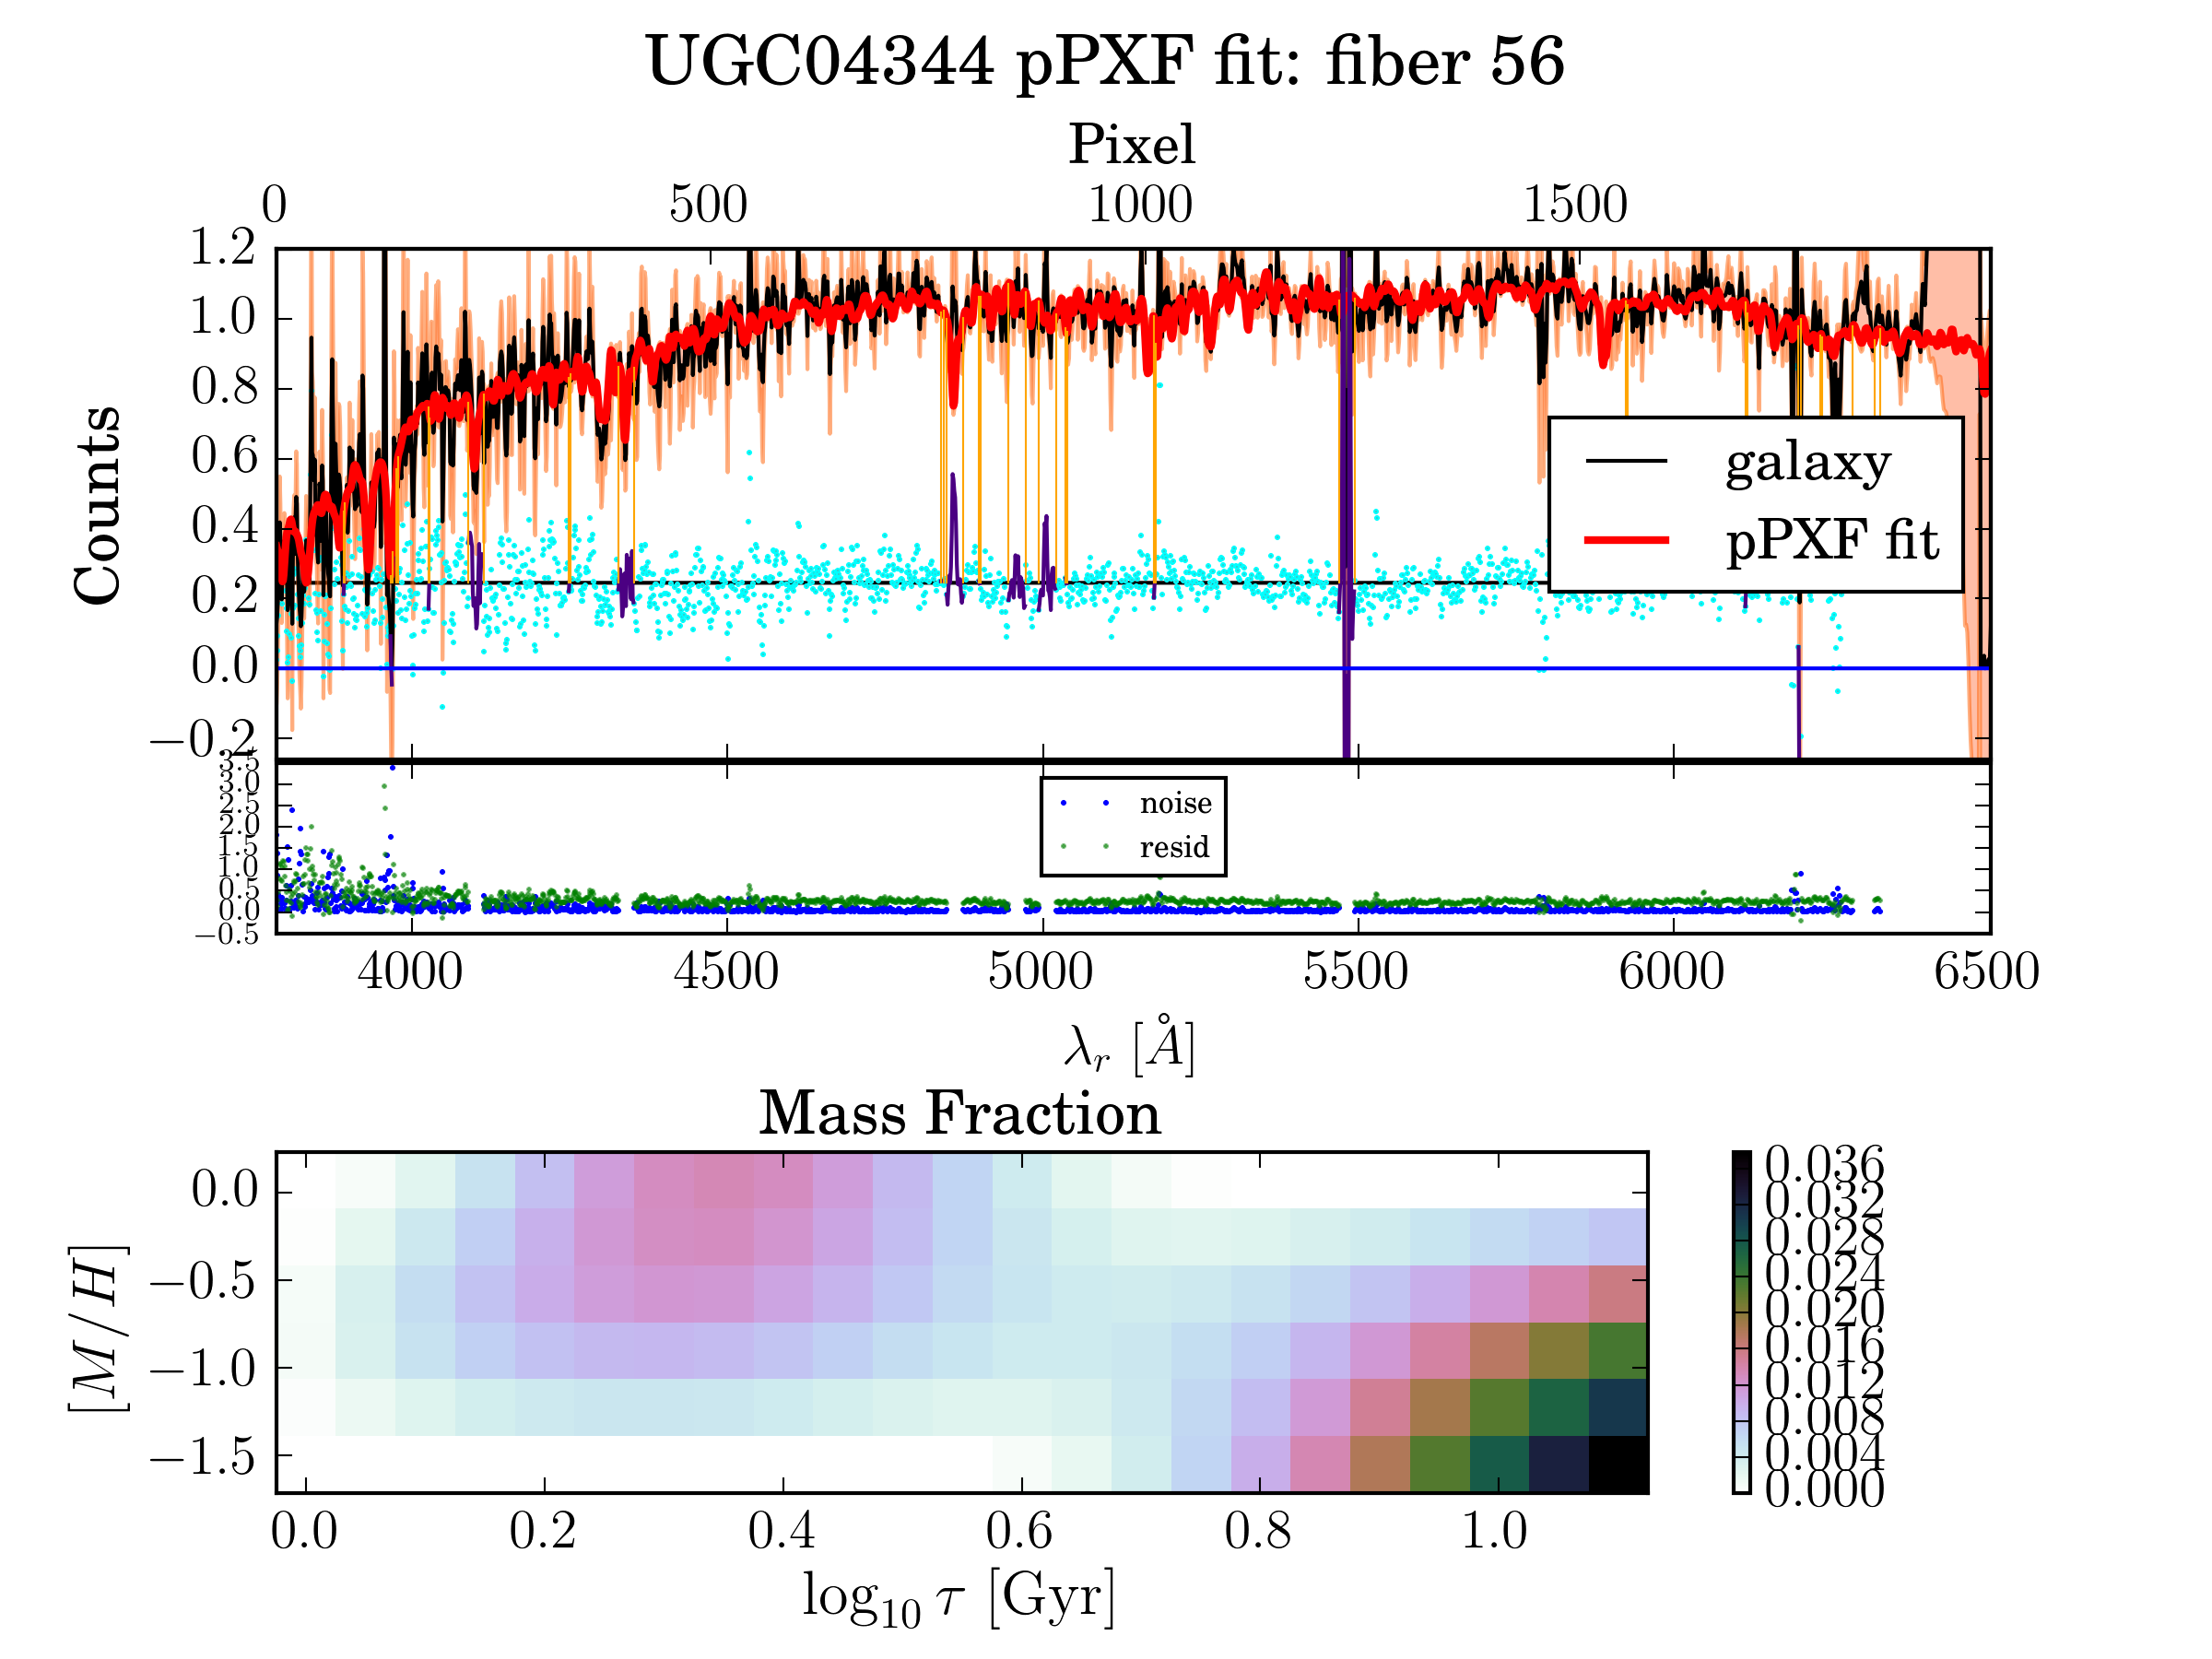 UGC04344 pPXF fit: fiber 56
Pixel
0 500 1000 1500
1.2
1.0
0.8
0.6
0.4
0.2
0.0
−0.2
Counts
galaxy
pPXF fit
3.5
3.0
2.5
2.0
1.5
1.0
0.5
0.0
−0.5
noise
resid
4000 4500 5000 5500 6000 6500
λr [Å]
Mass Fraction
0.0
−0.5
−1.0
−1.5
[M/H]
0.036
0.032
0.028
0.024
0.020
0.016
0.012
0.008
0.004
0.000
0.0 0.2 0.4 0.6 0.8 1.0
log10 τ [Gyr]